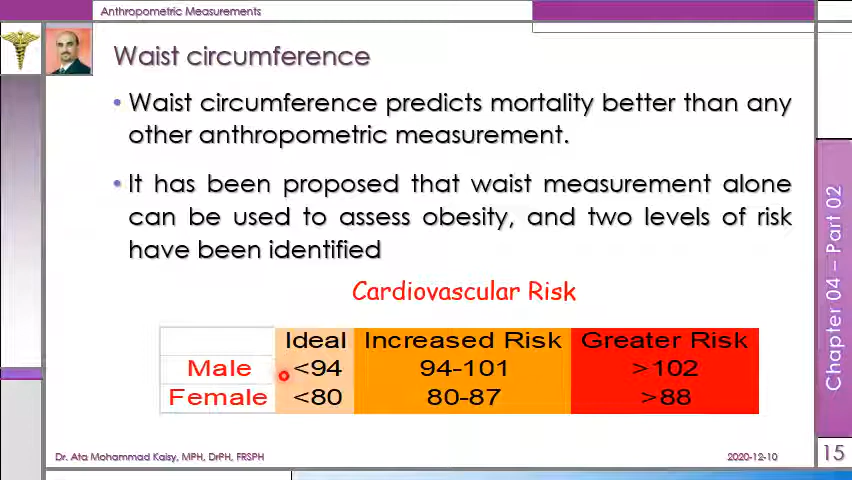 Anthropometric Measurements
Waist circumference
• Waist circumference predicts mortality better than any
other anthropometric measurement.
• It has been proposed that waist measurement alone
can be used to assess obesity, and two levels of risk
have been identified
Cardiovascular Risk
Ideal Increased Risk Greater Risk
Male <94 94-101 >102
Female <80 80-87 >88
Chapter 04 – Part 02
Dr. Ata Mohammad Kaisy, MPH, DrPH, FRSPH 2020-12-10 15